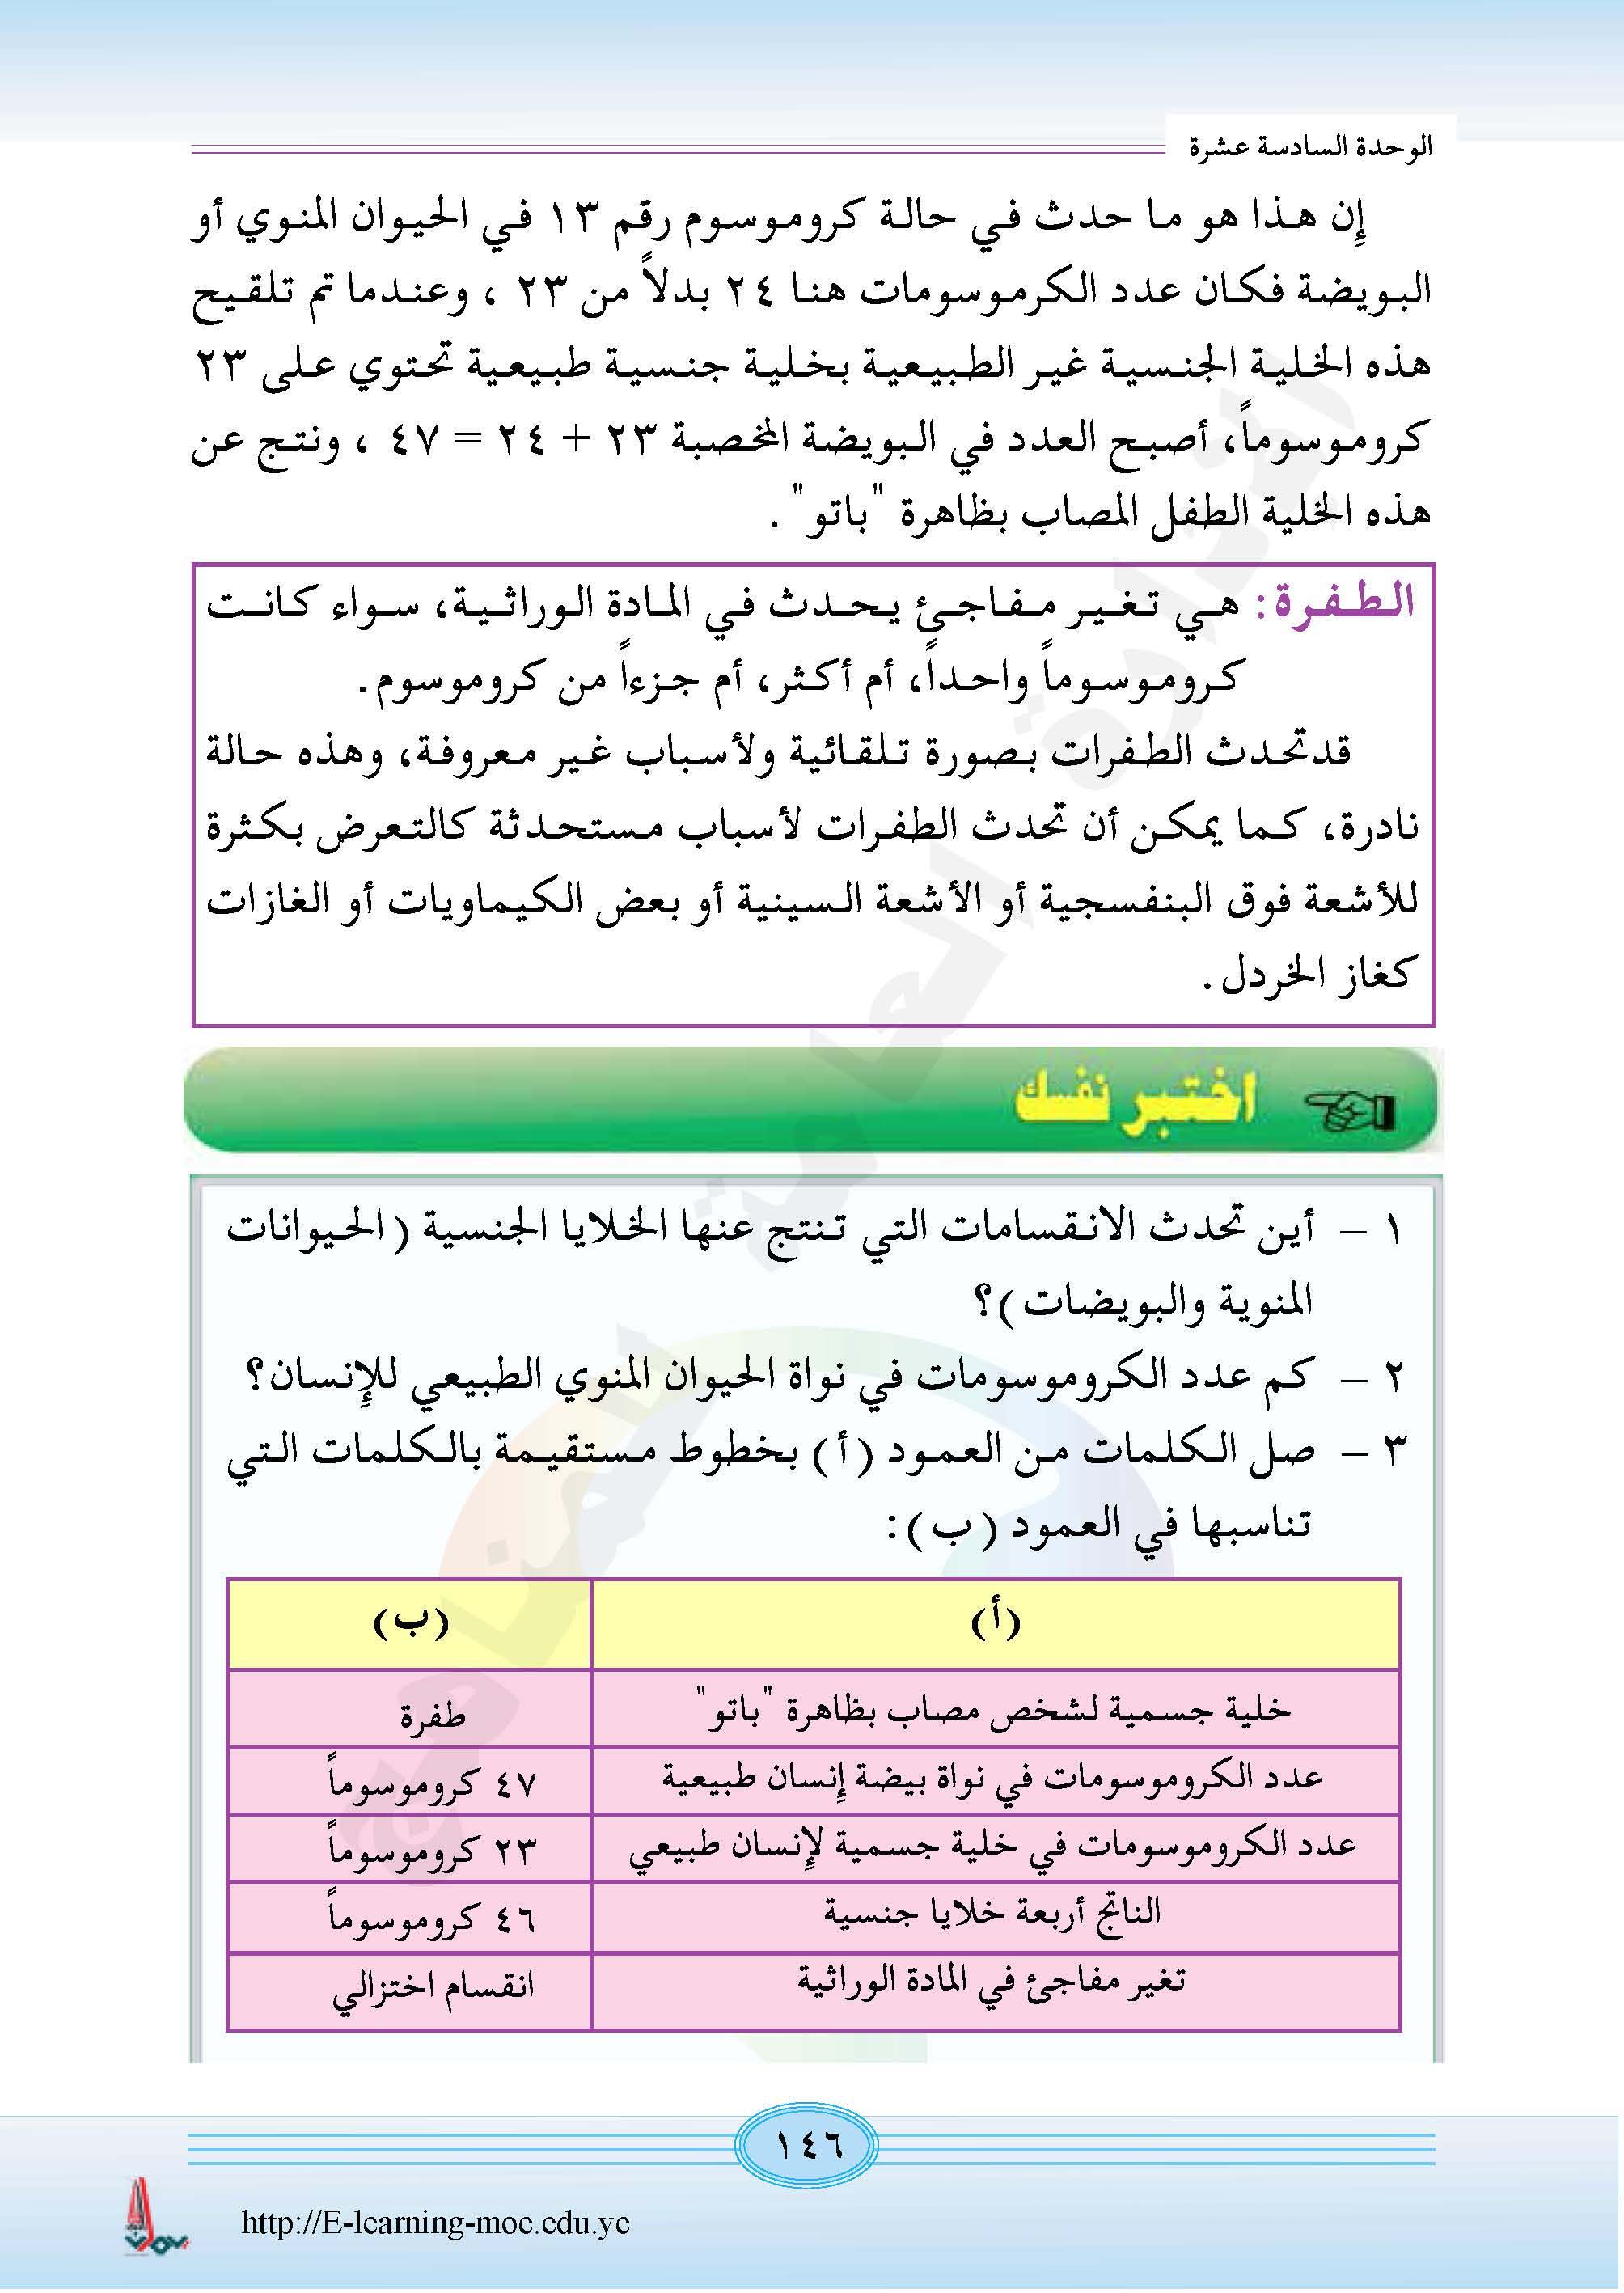 الوحدة السادسة عشرة
إن هذا هو ما حدث في حالة كروموسوم رقم ١٣ في الحيوان المنوي أو
البويضة فكان عدد الكرموسومات هنا ٢٤ بدلاً من ٢٣ ، وعندما تم تلقيح
هذه الخلية الجنسية غير الطبيعية بخلية جنسية طبيعية تحتوي على ٢٣
كروموسوماً، أصبح العدد في البويضة المخصبة ٢٣ + ٢٤ = ٤٧ ، ونتج عن
هذه الخلية الطفل المصاب بظاهرة "باتو" .
الطفرة: هي تغير مفاجئ يحدث في المادة الوراثية، سواء كانت
كروموسوماً واحداً، أم أكثر، أم جزءاً من كروموسوم.
قدتحدث الطفرات بصورة تلقائية ولأسباب غير معروفة، وهذه حالة
نادرة، كما يمكن أن تحدث الطفرات لأسباب مستحدثة كالتعرض بكثرة
للأشعة فوق البنفسجية أو الأشعة السينية أو بعض الكيماويات أو الغازات
كغاز الخردل.
اختبر نفسك
١ – أين تحدث الانقسامات التي تنتج عنها الخلايا الجنسية (الحيوانات
المنوية والبويضات)؟
٢ – كم عدد الكروموسومات في نواة الحيوان المنوي الطبيعي للإنسان؟
٣ – صل الكلمات من العمود (أ) بخطوط مستقيمة بالكلمات التي
تناسبها في العمود (ب):
(أ) (ب)
خلية جسمية لشخص مصاب بظاهرة "باتو" طفرة
عدد الكروموسومات في نواة بيضة إنسان طبيعية ٤٧ كروموسوماً
عدد الكروموسومات في خلية جسمية لإنسان طبيعي ٢٣ كروموسوماً
الناتج أربعة خلايا جنسية ٤٦ كروموسوماً
تغير مفاجئ في المادة الوراثية انقسام اختزالي
١٤٦
http://E-learning-moe.edu.ye